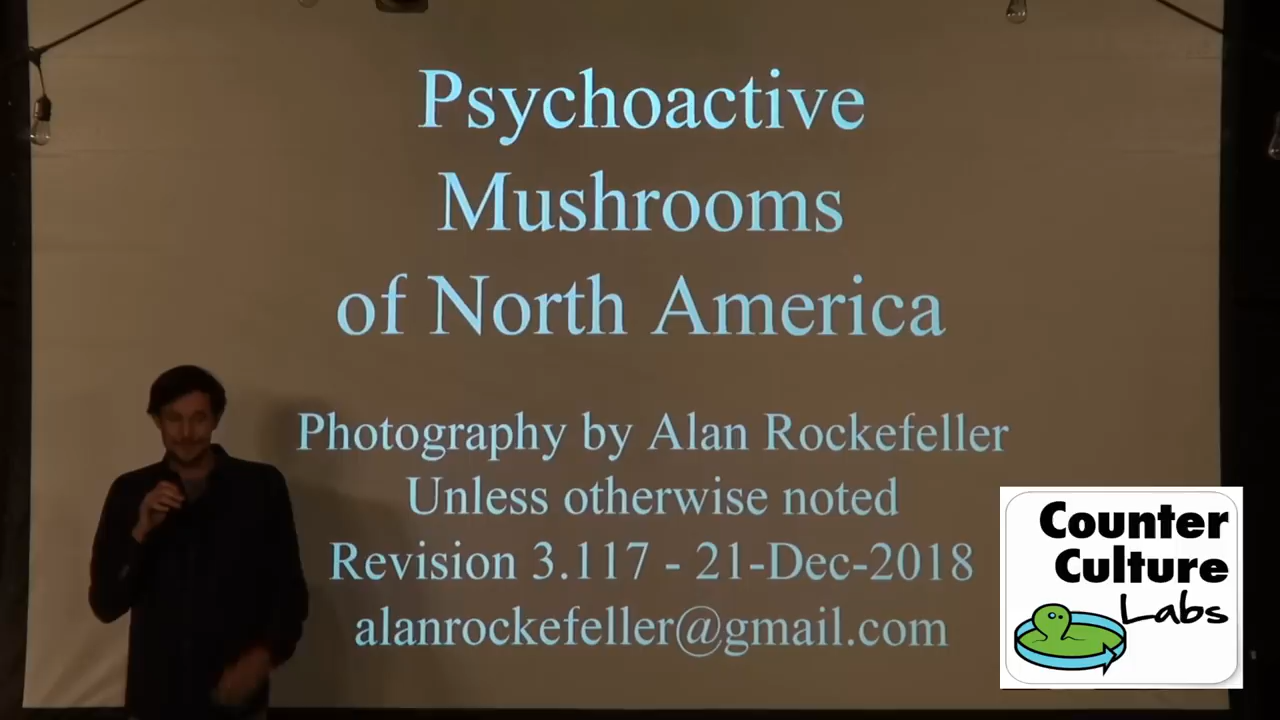 Psychoactive
Mushrooms
of North America
Photography by Alan Rockefeller
Unless otherwise noted
Revision 3.117 - 21-Dec-2018
alanrockefeller@gmail.com
Counter
Culture
Labs